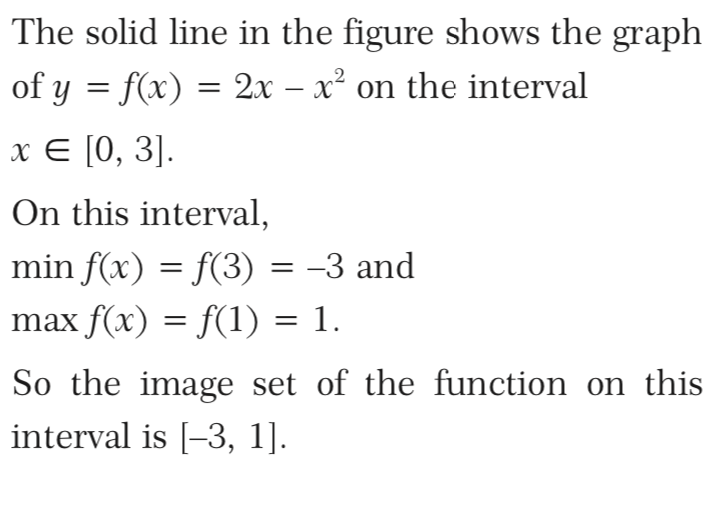 The solid line in the figure shows the graph
of y = f(x) = 2x – x² on the interval
x ∈ [0, 3].
On this interval,
min f(x) = f(3) = –3 and
max f(x) = f(1) = 1.
So the image set of the function on this
interval is [–3, 1].